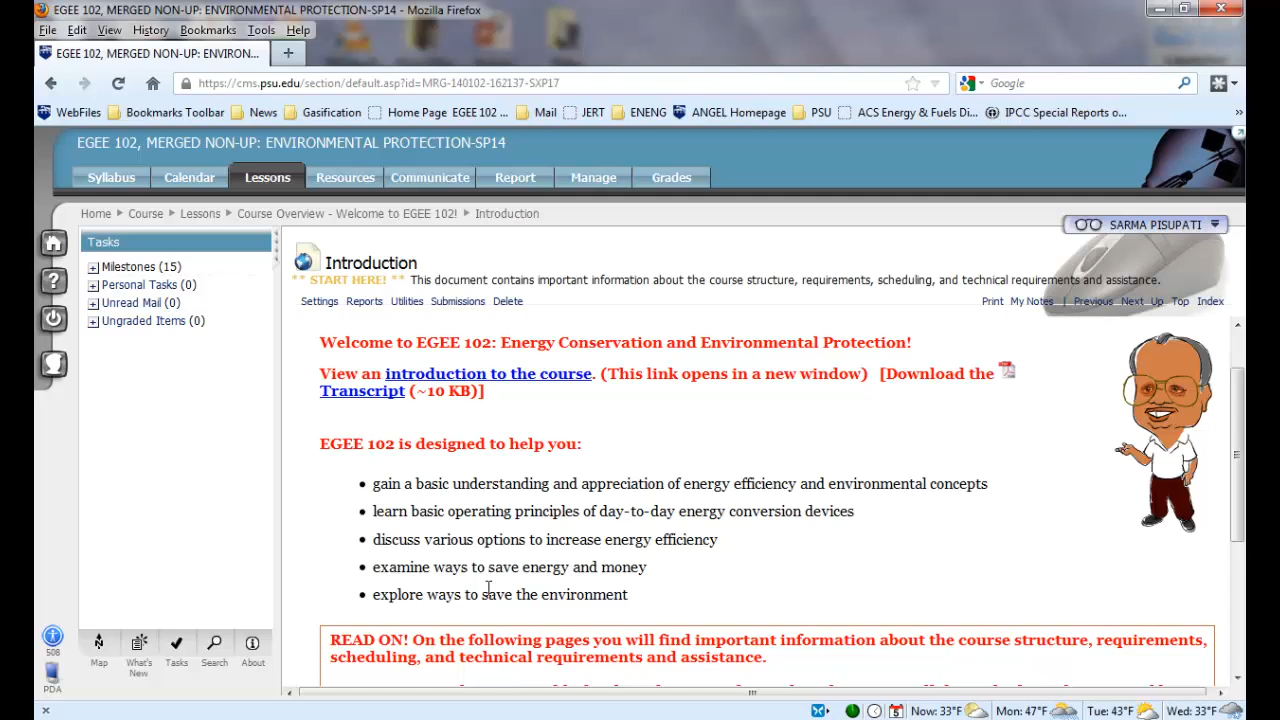 EGEE 102, MERGED NON-UP: ENVIRONMENTAL PROTECTION-SP14 - Mozilla Firefox
File Edit View History Bookmarks Tools Help
EGEE 102, MERGED NON-UP: ENVIRON... +
https://cms.psu.edu/section/default.asp?id=MRG-140102-162137-SXP17 Google
WebFiles Bookmarks Toolbar News Gasification Home Page EGEE 102 ... Mail JERT ENENG ANGEL Homepage PSU ACS Energy & Fuels Di... IPCC Special Reports o... »
EGEE 102, MERGED NON-UP: ENVIRONMENTAL PROTECTION-SP14
Syllabus Calendar Lessons Resources Communicate Report Manage Grades
Home Course Lessons Course Overview - Welcome to EGEE 102! Introduction
SARMA PISUPATI
Tasks
Milestones (15)
Personal Tasks (0)
Unread Mail (0)
Ungraded Items (0)
Introduction
** START HERE! ** This document contains important information about the course structure, requirements, scheduling, and technical requirements and assistance.
Settings Reports Utilities Submissions Delete Print My Notes | Previous Next Up Top Index
Welcome to EGEE 102: Energy Conservation and Environmental Protection!
View an introduction to the course. (This link opens in a new window) [Download the
Transcript (~10 KB)]
EGEE 102 is designed to help you:
• gain a basic understanding and appreciation of energy efficiency and environmental concepts
• learn basic operating principles of day-to-day energy conversion devices
• discuss various options to increase energy efficiency
• examine ways to save energy and money
• explore ways to save the environment
READ ON! On the following pages you will find important information about the course structure, requirements,
scheduling, and technical requirements and assistance.
508
PDA
Map What's New Tasks Search About
Now: 33°F Mon: 47°F Tue: 43°F Wed: 33°F